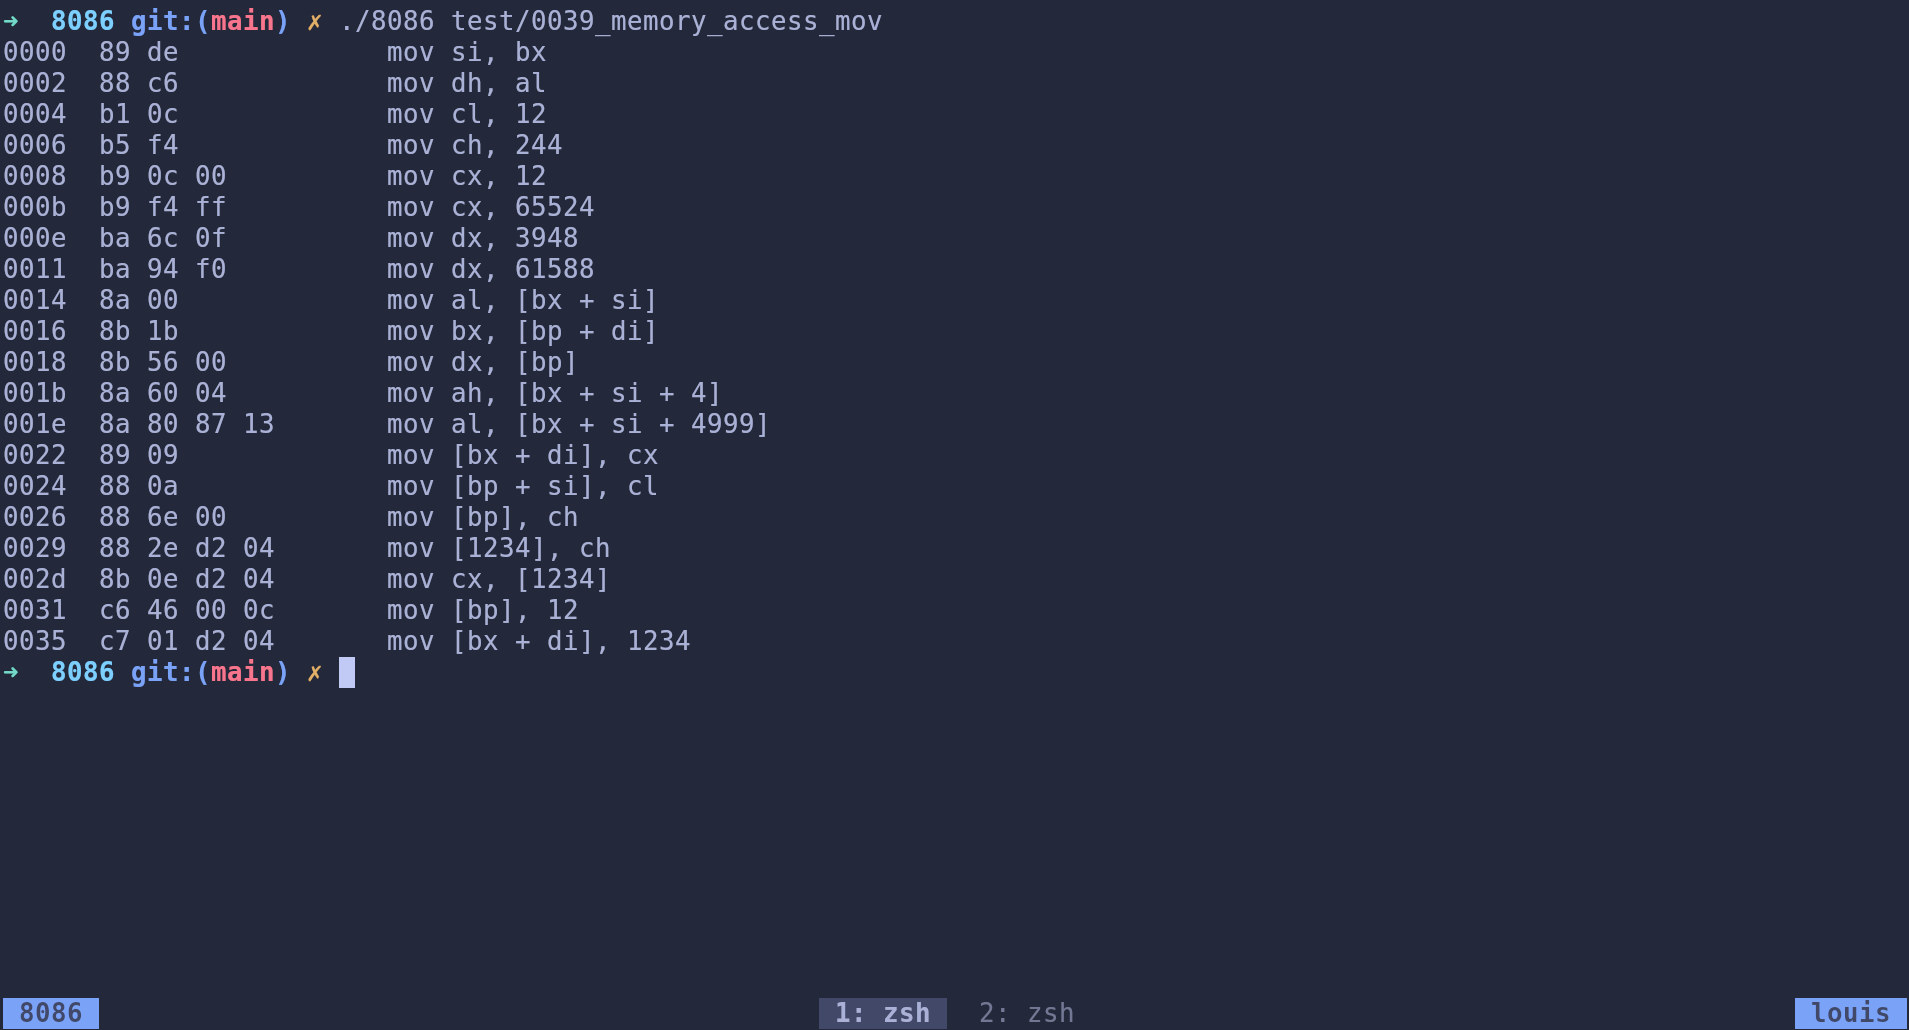 ➜  8086 git:(main) ✗ ./8086 test/0039_memory_access_mov
0000  89 de             mov si, bx
0002  88 c6             mov dh, al
0004  b1 0c             mov cl, 12
0006  b5 f4             mov ch, 244
0008  b9 0c 00          mov cx, 12
000b  b9 f4 ff          mov cx, 65524
000e  ba 6c 0f          mov dx, 3948
0011  ba 94 f0          mov dx, 61588
0014  8a 00             mov al, [bx + si]
0016  8b 1b             mov bx, [bp + di]
0018  8b 56 00          mov dx, [bp]
001b  8a 60 04          mov ah, [bx + si + 4]
001e  8a 80 87 13       mov al, [bx + si + 4999]
0022  89 09             mov [bx + di], cx
0024  88 0a             mov [bp + si], cl
0026  88 6e 00          mov [bp], ch
0029  88 2e d2 04       mov [1234], ch
002d  8b 0e d2 04       mov cx, [1234]
0031  c6 46 00 0c       mov [bp], 12
0035  c7 01 d2 04       mov [bx + di], 1234
➜  8086 git:(main) ✗
8086 1: zsh 2: zsh louis